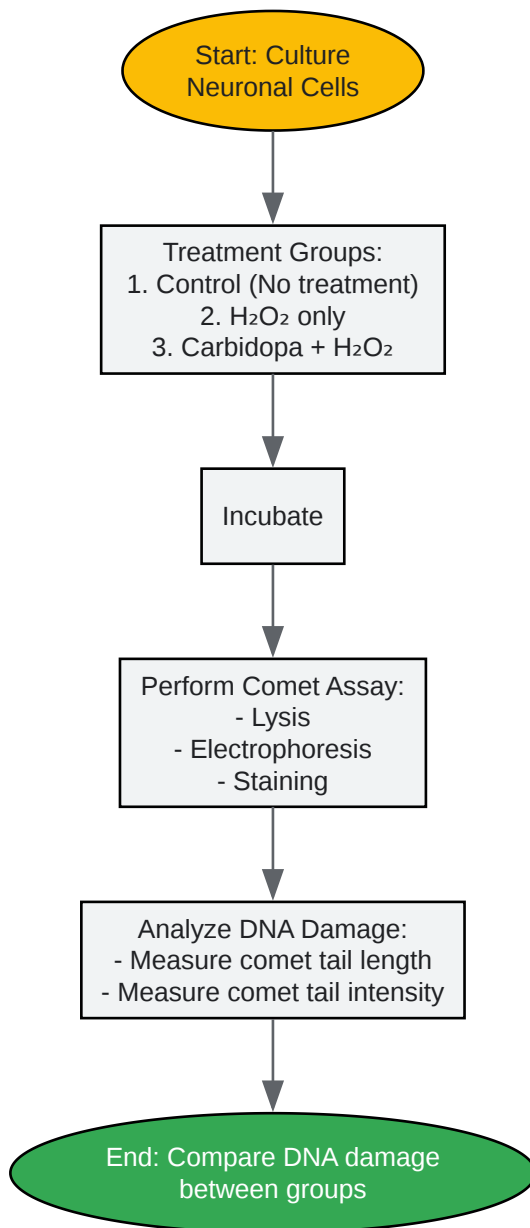 Start: Culture
Neuronal Cells
Treatment Groups:
1. Control (No treatment)
2. H₂O₂ only
3. Carbidopa + H₂O₂
Incubate
Perform Comet Assay:
- Lysis
- Electrophoresis
- Staining
Analyze DNA Damage:
- Measure comet tail length
- Measure comet tail intensity
End: Compare DNA damage
between groups